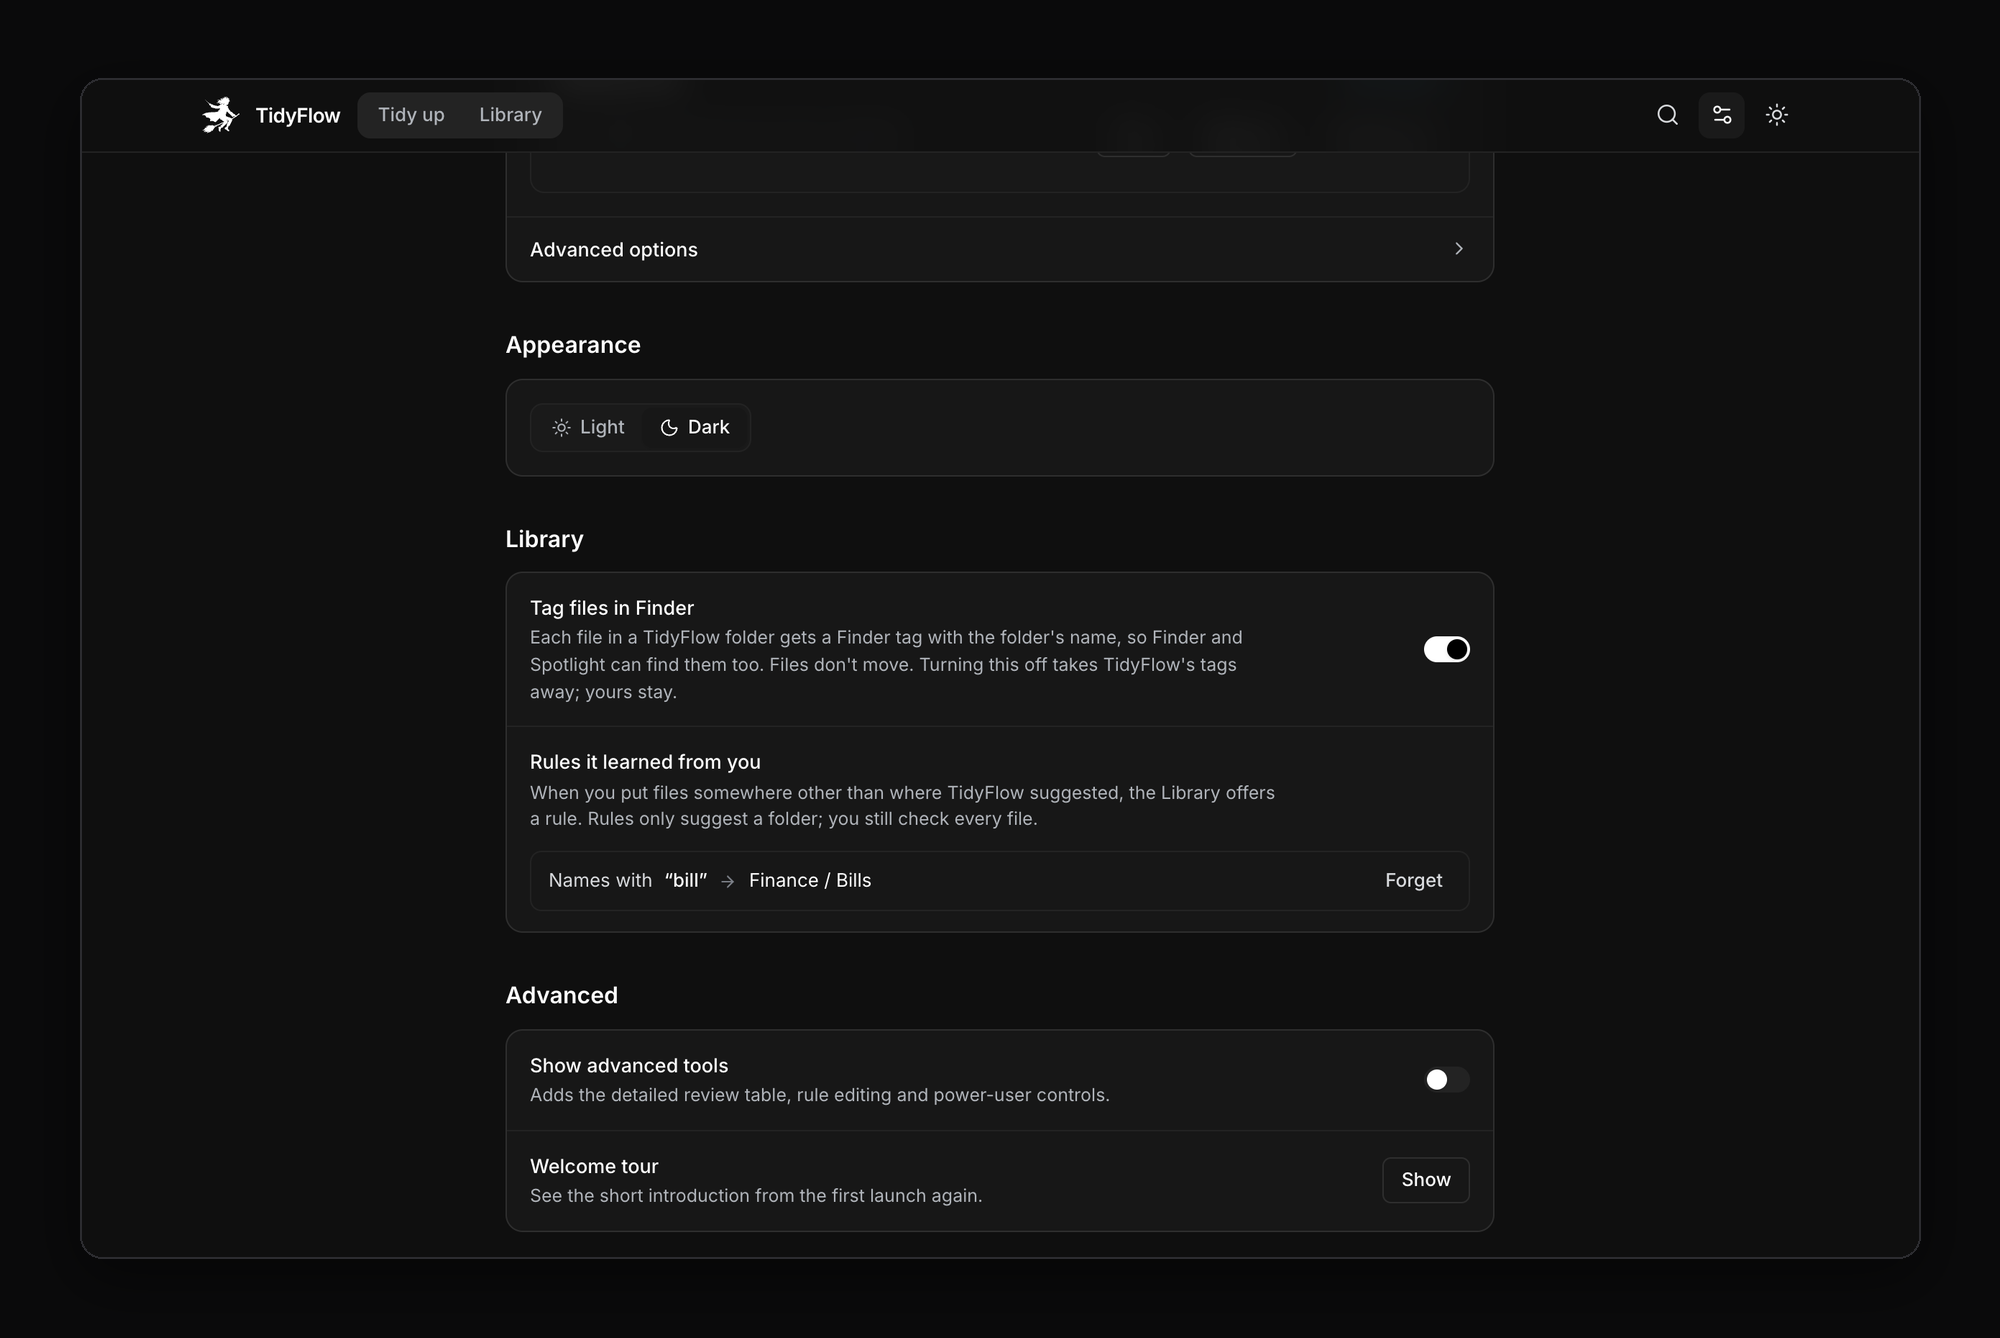 TidyFlow
Tidy up
Library
Advanced options
Appearance
Light
Dark
Library
Tag files in Finder
Each file in a TidyFlow folder gets a Finder tag with the folder's name, so Finder and
Spotlight can find them too. Files don't move. Turning this off takes TidyFlow's tags
away; yours stay.
Rules it learned from you
When you put files somewhere other than where TidyFlow suggested, the Library offers
a rule. Rules only suggest a folder; you still check every file.
Names with “bill” → Finance / Bills
Forget
Advanced
Show advanced tools
Adds the detailed review table, rule editing and power-user controls.
Welcome tour
See the short introduction from the first launch again.
Show